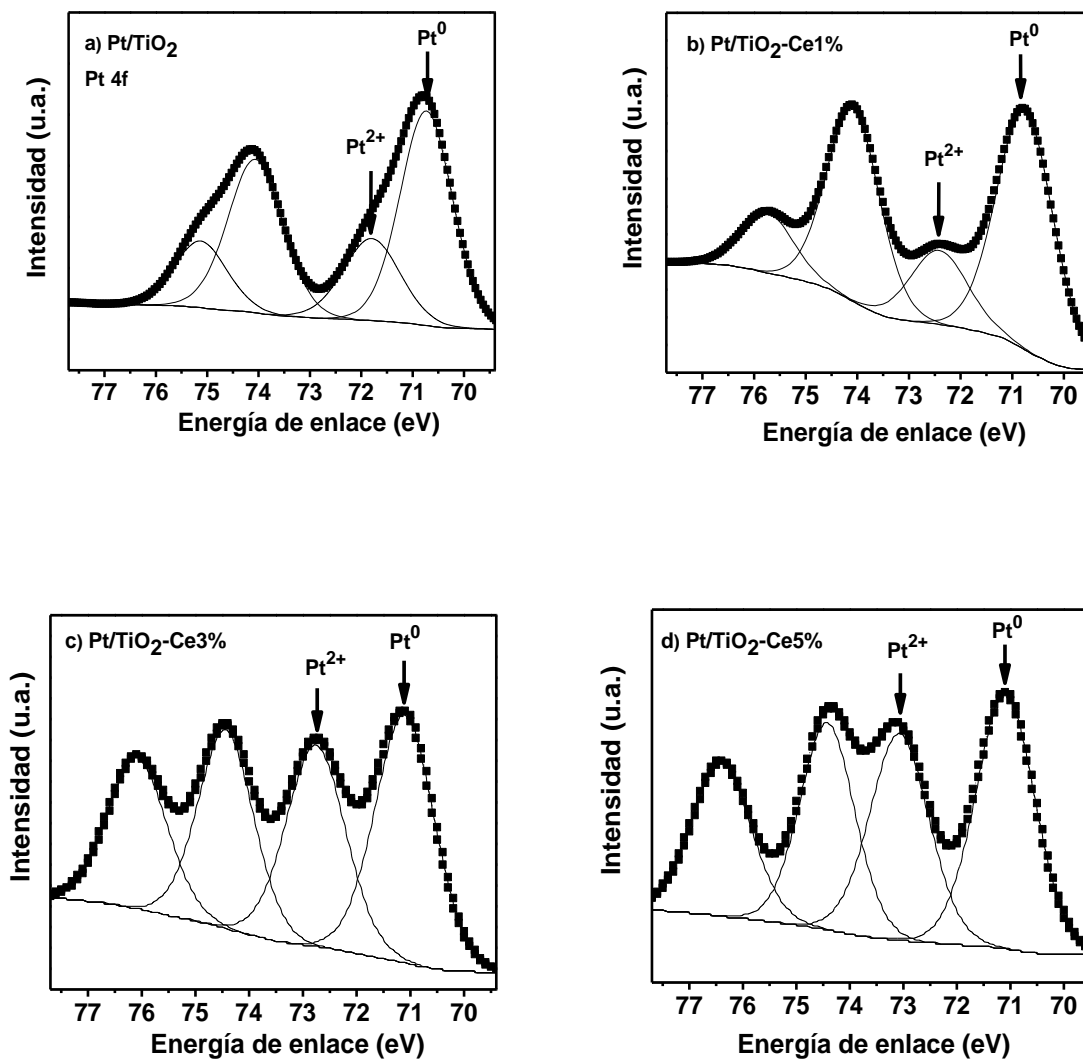 a) Pt/TiO₂
Pt 4f
Pt⁰
Pt²⁺
Intensidad (u.a.)
77 76 75 74 73 72 71 70
Energía de enlace (eV)
b) Pt/TiO₂-Ce1%
Pt⁰
Pt²⁺
Intensidad (u.a.)
77 76 75 74 73 72 71 70
Energía de enlace (eV)
c) Pt/TiO₂-Ce3%
Pt²⁺
Pt⁰
Intensidad (u.a.)
77 76 75 74 73 72 71 70
Energía de enlace (eV)
d) Pt/TiO₂-Ce5%
Pt²⁺
Pt⁰
Intensidad (u.a.)
77 76 75 74 73 72 71 70
Energía de enlace (eV)